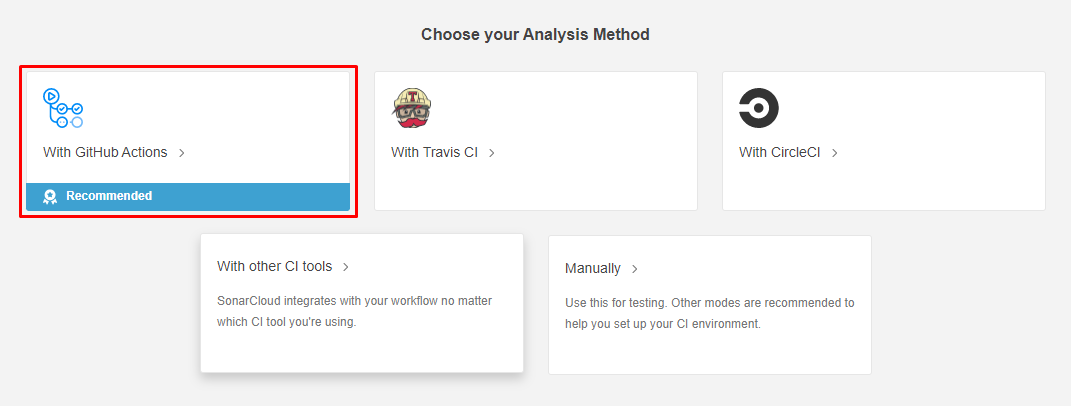 Choose your Analysis Method
With GitHub Actions
With Travis CI
With CircleCI
Recommended
With other CI tools
SonarCloud integrates with your workflow no matter
which CI tool you're using.
Manually
Use this for testing. Other modes are recommended to
help you set up your CI environment.